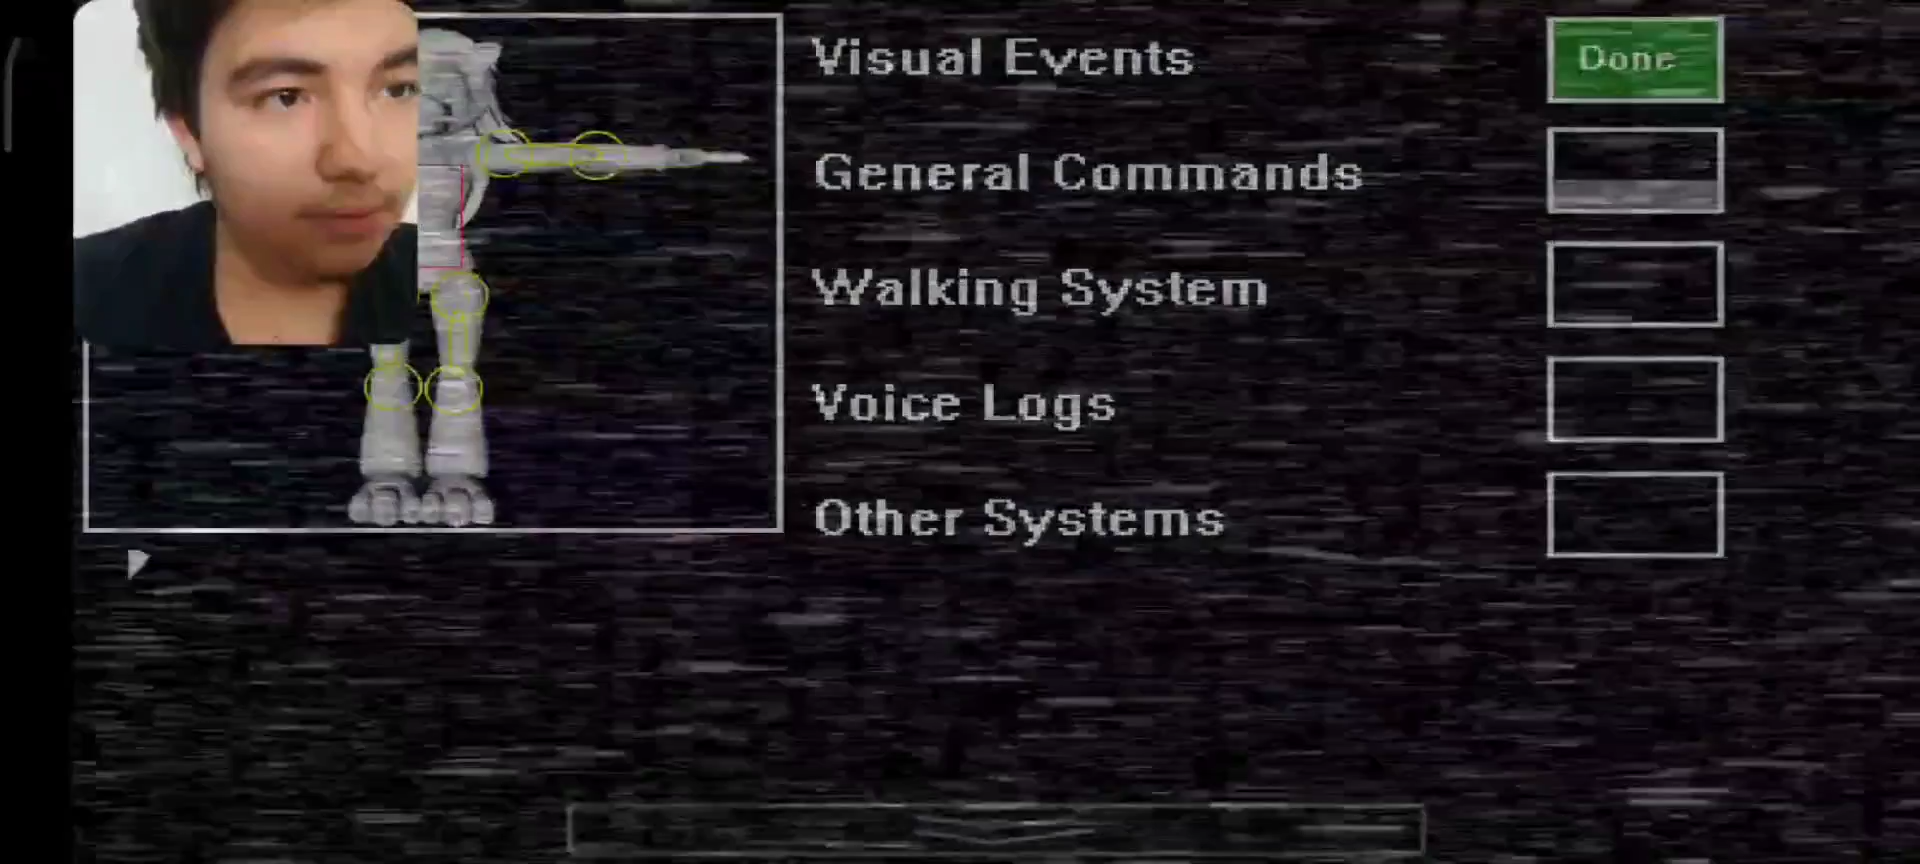 Visual Events
Done
General Commands
Walking System
Voice Logs
Other Systems